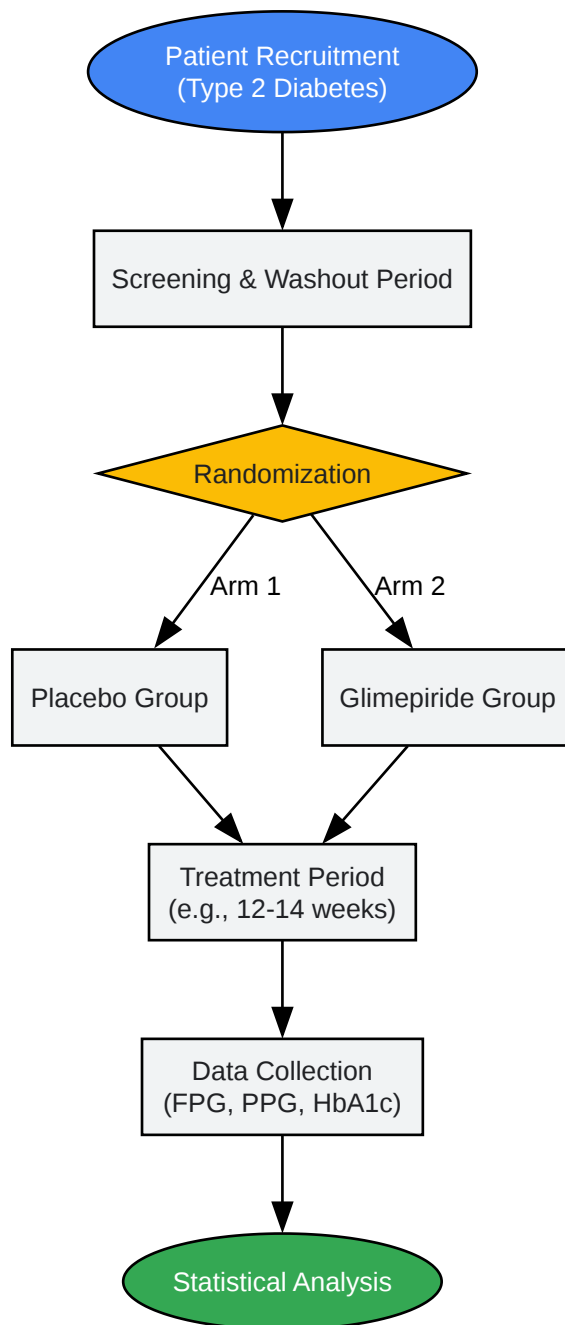 Patient Recruitment
(Type 2 Diabetes)
Screening & Washout Period
Randomization
Arm 1
Arm 2
Placebo Group
Glimepiride Group
Treatment Period
(e.g., 12-14 weeks)
Data Collection
(FPG, PPG, HbA1c)
Statistical Analysis